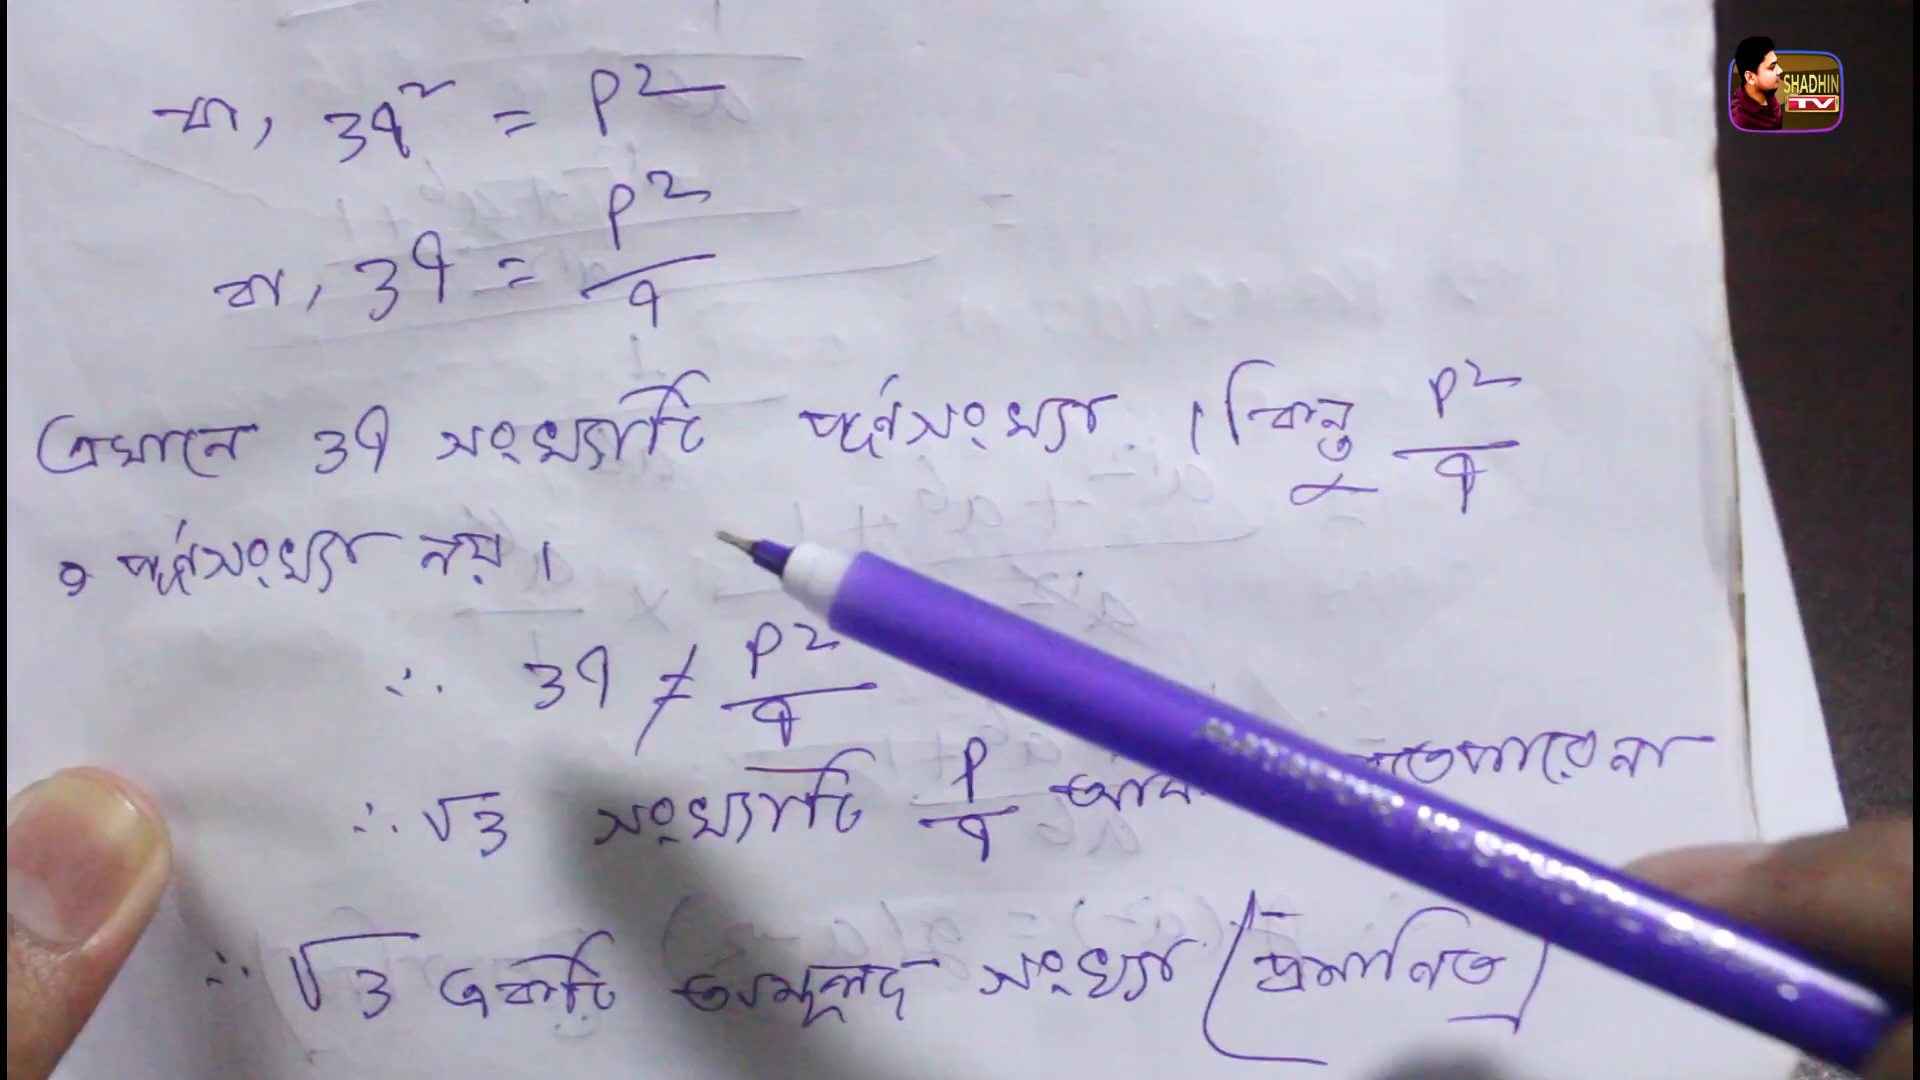 SHADHIN
TV
বা, 3q² = p²
বা, 3q = p²/q
এখানে 3q সংখ্যাটি পূর্ণসংখ্যা । কিন্তু p²/q
পূর্ণসংখ্যা নয় ।
∴ 3q ≠ p²/q
∴ √3 সংখ্যাটি p/q পারে না
∴ √3 একটি অমূলদ সংখ্যা (প্রমাণিত)